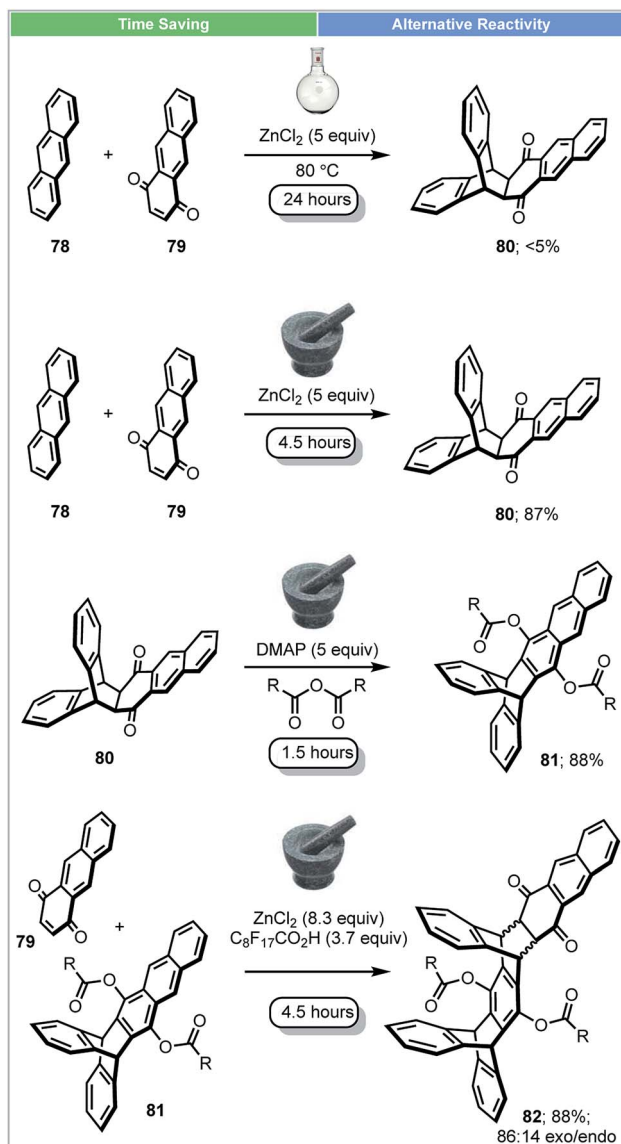 Time Saving
Alternative Reactivity
ZnCl₂ (5 equiv)
80 °C
24 hours
+
O
O
O
O
78
79
80; <5%
ZnCl₂ (5 equiv)
4.5 hours
+
O
O
O
O
78
79
80; 87%
DMAP (5 equiv)
R
O
R
O
O
1.5 hours
O
O
80
R
O
O
O
O
R
81; 88%
O
O
79
+
ZnCl₂ (8.3 equiv)
C₈F₁₇CO₂H (3.7 equiv)
4.5 hours
R
O
O
O
O
R
81
O
O
R
O
O
O
O
R
82; 88%;
86:14 exo/endo